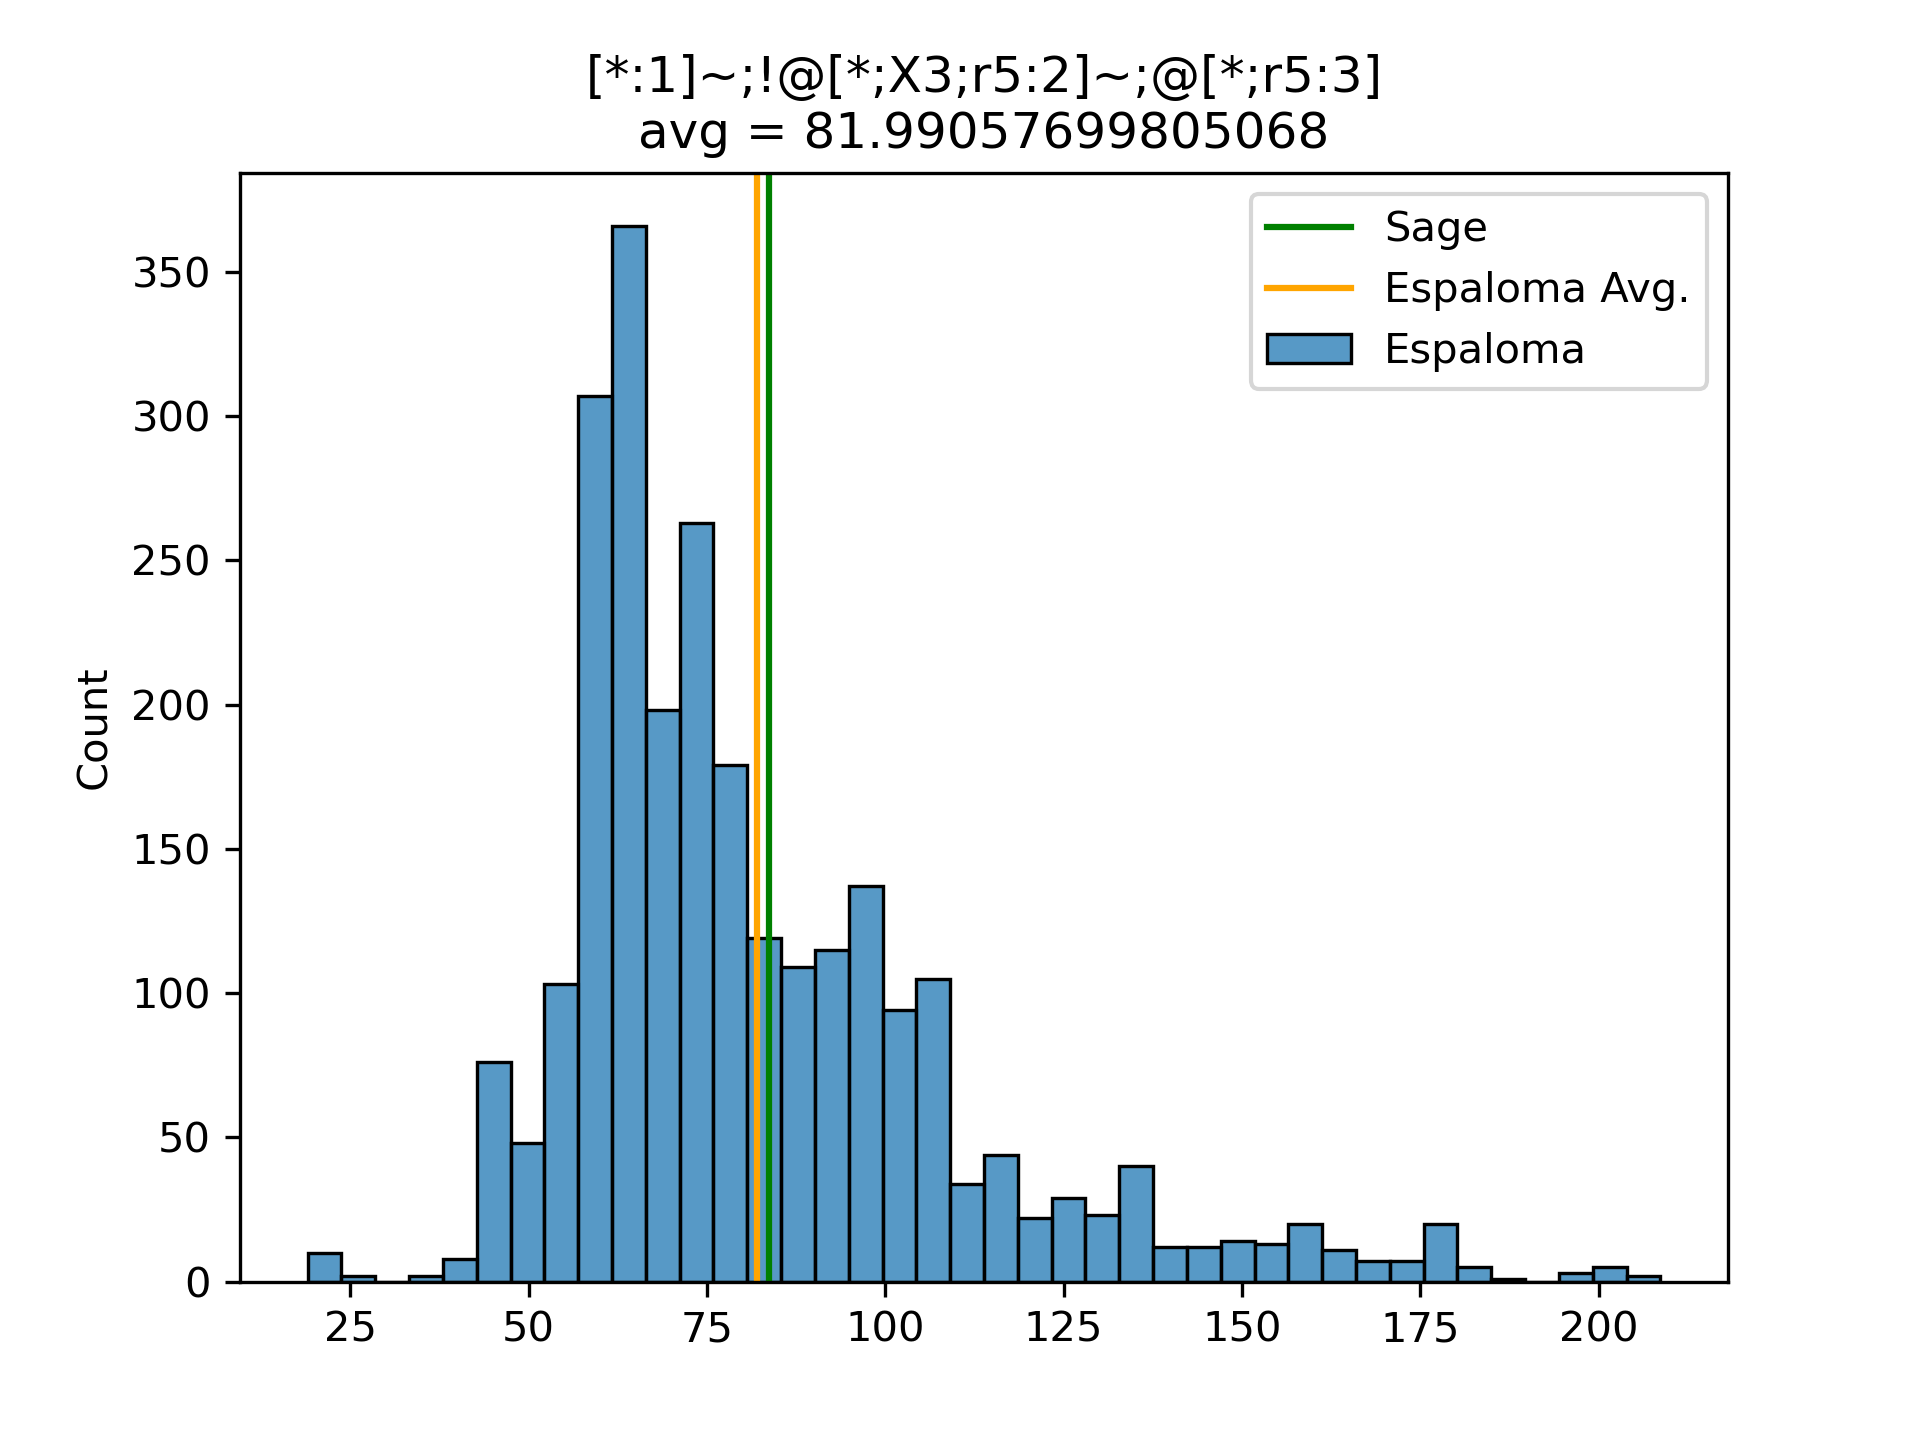 [*:1]~;!@[*;X3;r5:2]~;@[*;r5:3]
avg = 81.99057699805068
Sage
Espaloma Avg.
Espaloma
Count
350
300
250
200
150
100
50
0
25 50 75 100 125 150 175 200